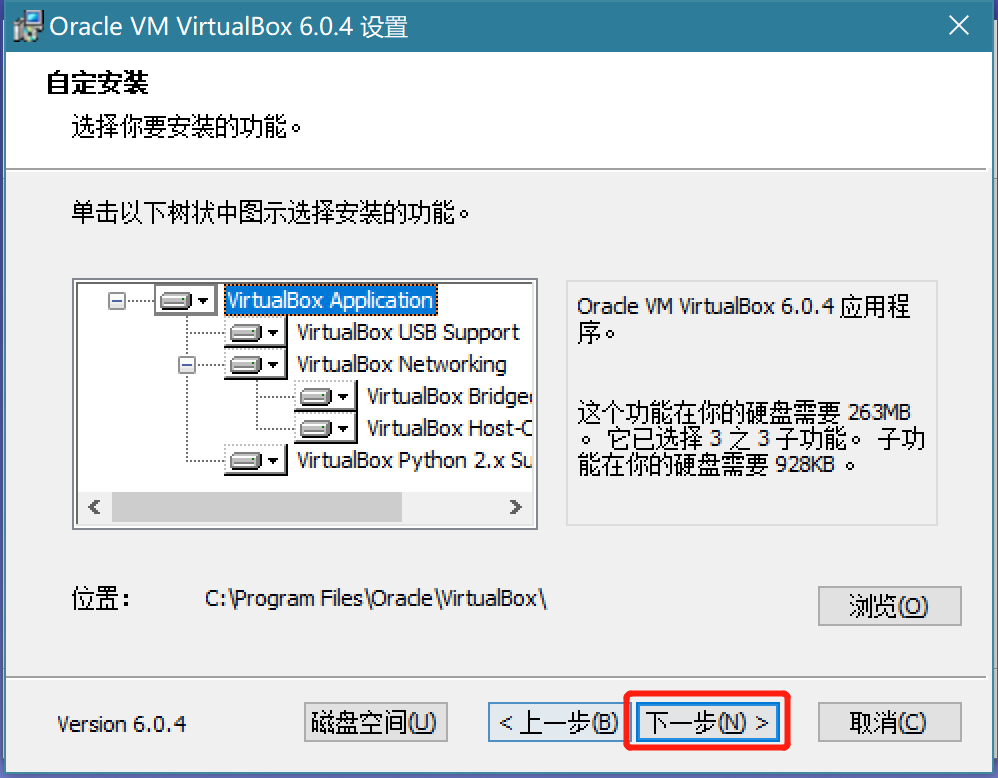 Oracle VM VirtualBox 6.0.4 设置
自定安装
选择你要安装的功能。
单击以下树状中图示选择安装的功能。
VirtualBox Application
VirtualBox USB Support
VirtualBox Networking
VirtualBox Bridge
VirtualBox Host-
VirtualBox Python 2.x Su
Oracle VM VirtualBox 6.0.4 应用程
序。
这个功能在你的硬盘需要 263MB
。它已选择 3 之 3 子功能。 子功
能在你的硬盘需要 928KB 。
位置：
C:\Program Files\Oracle\VirtualBox\
浏览(O)
Version 6.0.4
磁盘空间(U)
< 上一步(B)
下一步(N) >
取消(C)